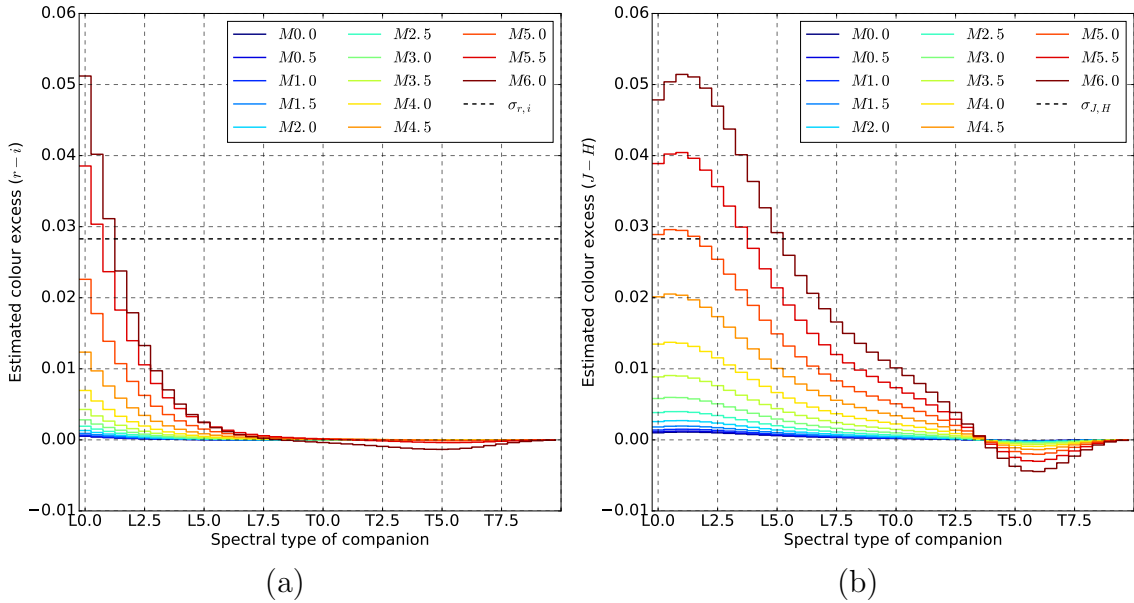 0.06
0.05
0.04
0.03
0.02
0.01
0.00
−0.01
Estimated colour excess (r − i)
M0.0
M0.5
M1.0
M1.5
M2.0
M2.5
M3.0
M3.5
M4.0
M4.5
M5.0
M5.5
M6.0
σr,i
L0.0 L2.5 L5.0 L7.5 T0.0 T2.5 T5.0 T7.5
Spectral type of companion
(a)
0.06
0.05
0.04
0.03
0.02
0.01
0.00
−0.01
Estimated colour excess (J − H)
M0.0
M0.5
M1.0
M1.5
M2.0
M2.5
M3.0
M3.5
M4.0
M4.5
M5.0
M5.5
M6.0
σJ,H
L0.0 L2.5 L5.0 L7.5 T0.0 T2.5 T5.0 T7.5
Spectral type of companion
(b)